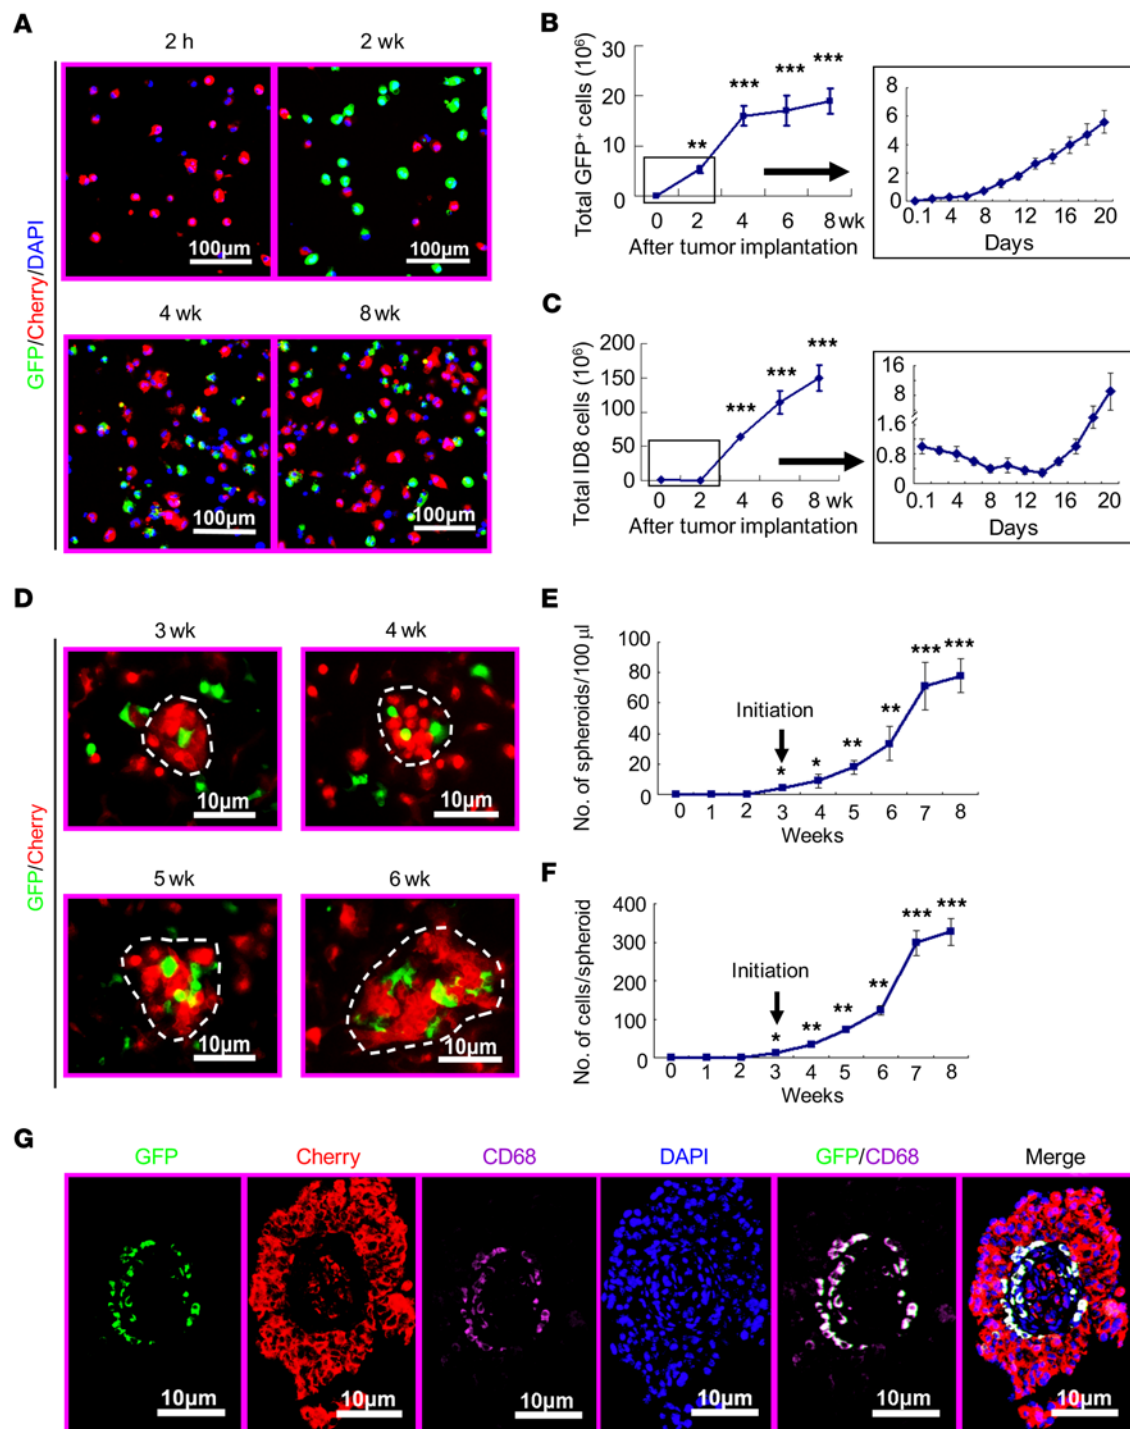 A
2 h
2 wk
GFP/Cherry/DAPI
100µm
100µm
4 wk
8 wk
100µm
100µm
B
Total GFP⁺ cells (10⁶)
30
20
10
0
**
***
***
***
0 2 4 6 8 wk
After tumor implantation
8
6
4
2
0
0.1 4 8 12 16 20
Days
C
Total ID8 cells (10⁶)
200
150
100
50
0
***
***
***
0 2 4 6 8 wk
After tumor implantation
16
8
1.6
0.8
0
0.1 4 8 12 16 20
Days
D
3 wk
4 wk
GFP/Cherry
10µm
10µm
5 wk
6 wk
10µm
10µm
E
No. of spheroids/100 µl
100
80
60
40
20
0
Initiation
*
*
**
**
***
***
0 1 2 3 4 5 6 7 8
Weeks
F
No. of cells/spheroid
400
300
200
100
0
Initiation
*
**
**
**
***
***
0 1 2 3 4 5 6 7 8
Weeks
G
GFP
Cherry
CD68
DAPI
GFP/CD68
Merge
10µm
10µm
10µm
10µm
10µm
10µm